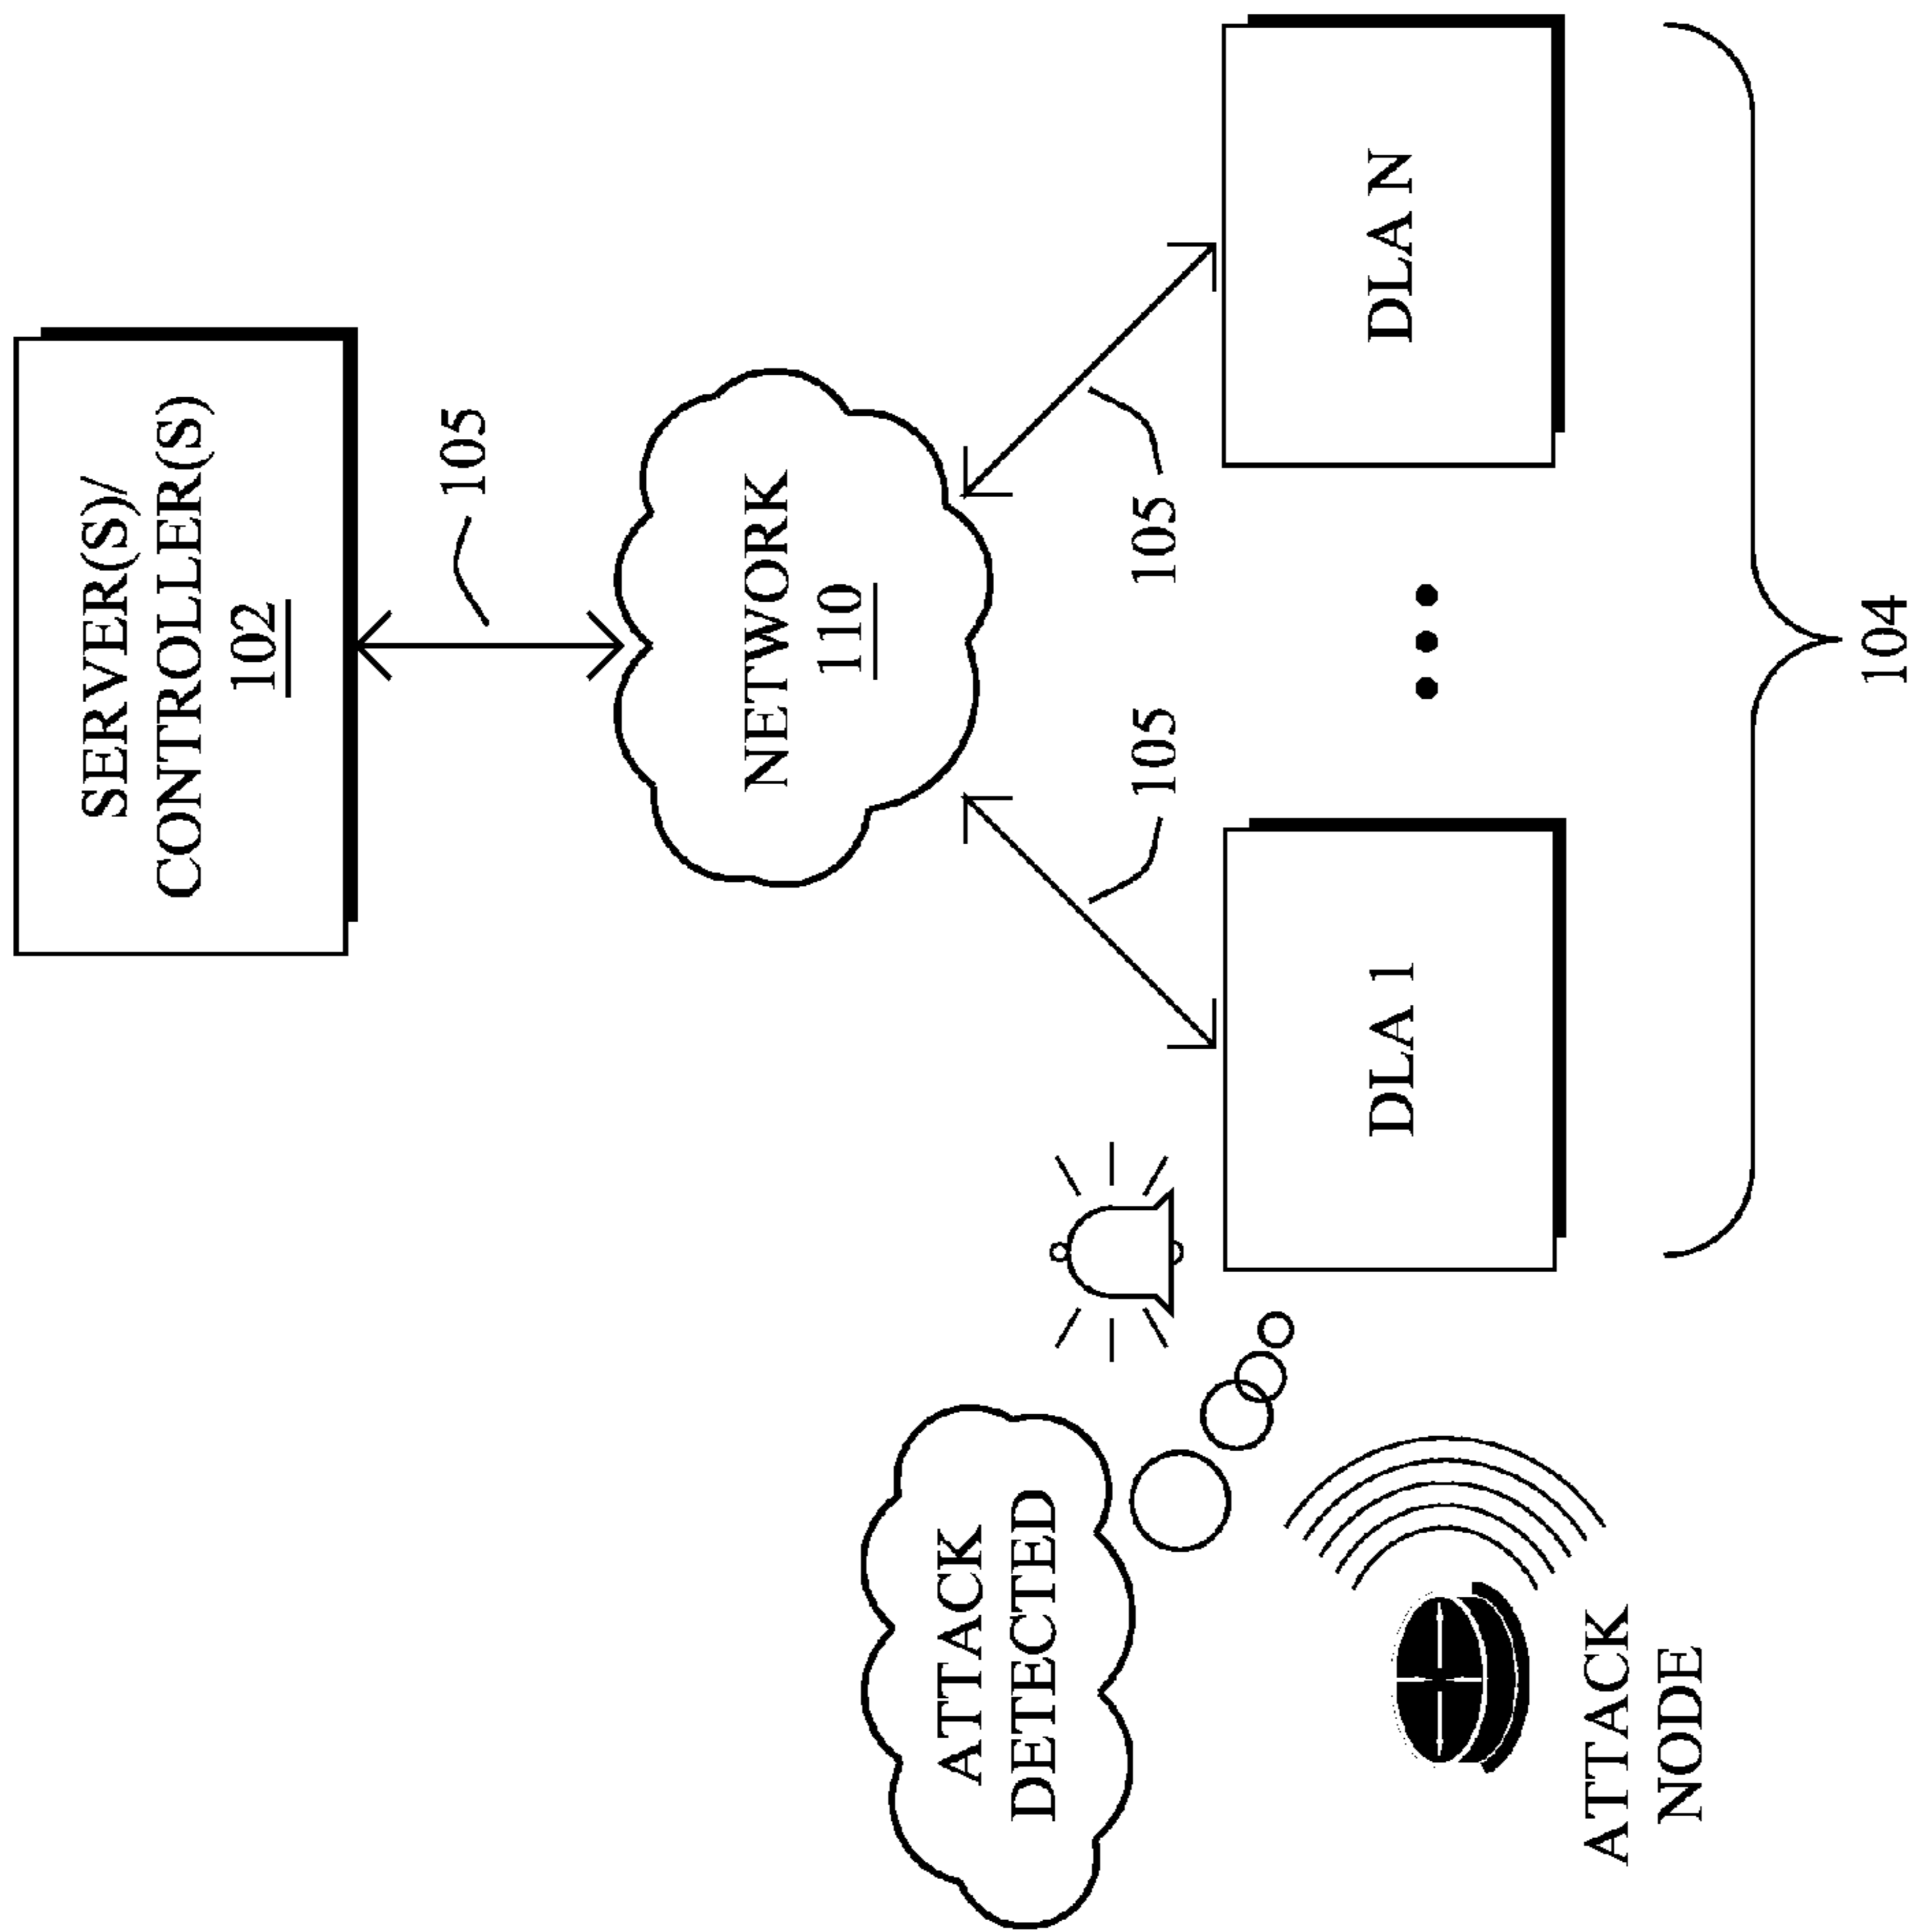 SERVER(S)/
CONTROLLER(S)
102
105
NETWORK
110
105
105
ATTACK
DETECTED
DLA 1
DLA N
ATTACK
NODE
104